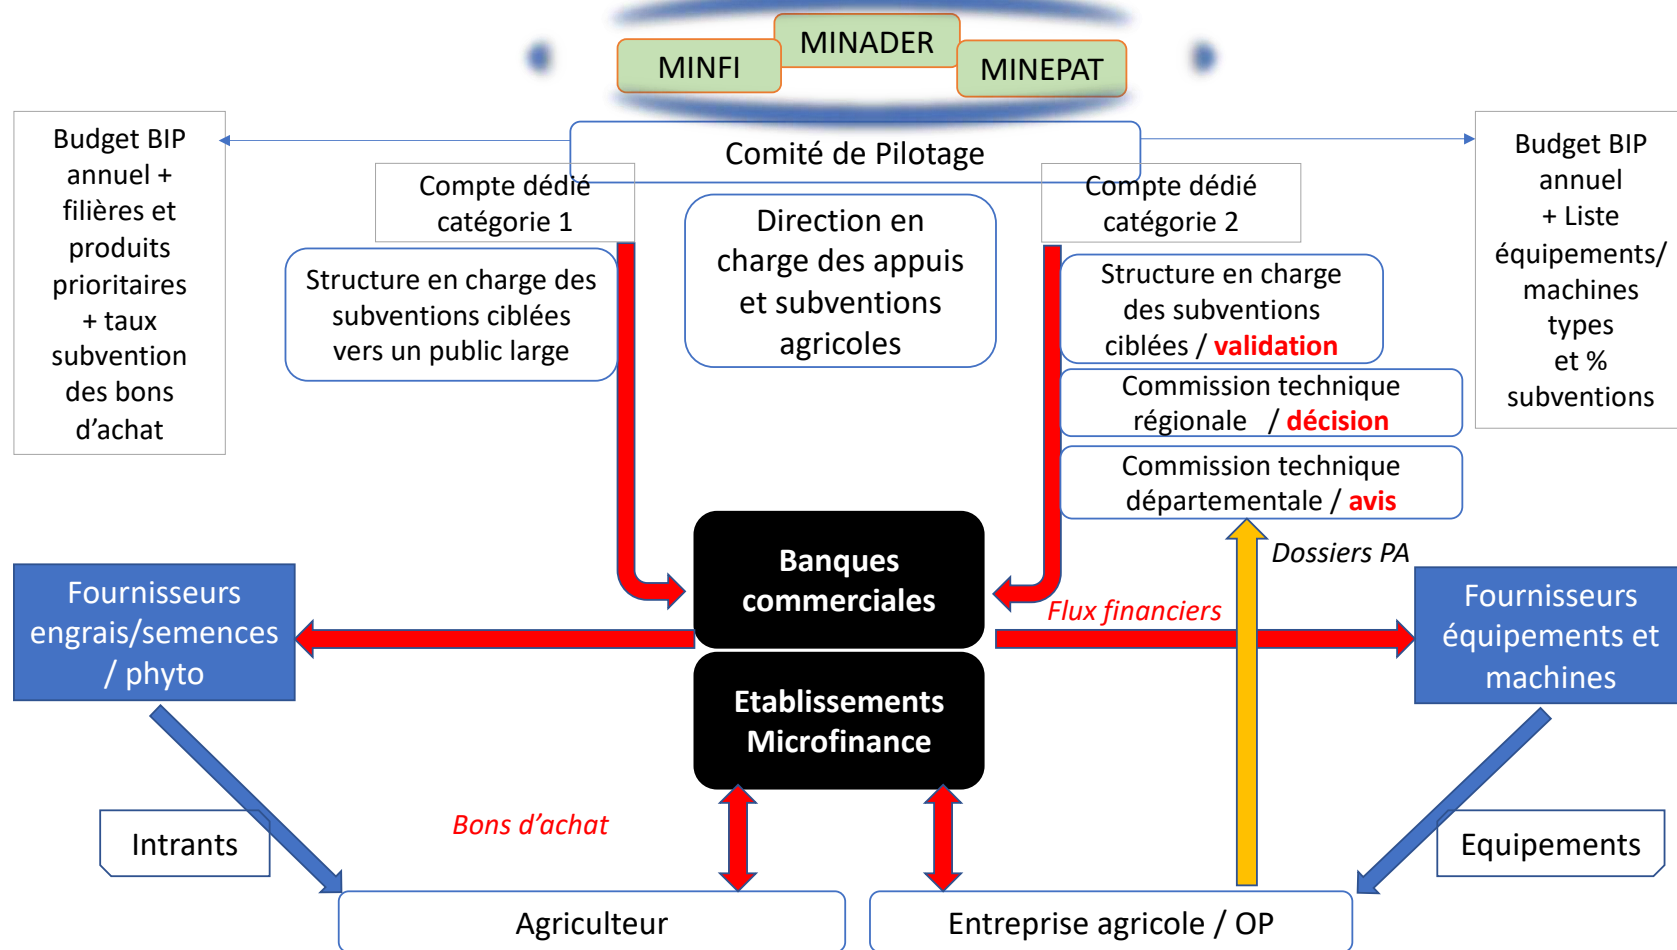 MINADER
MINFI
MINEPAT
Comité de Pilotage
Budget BIP
annuel +
filières et
produits
prioritaires
+ taux
subvention
des bons
d’achat
Compte dédié
catégorie 1
Structure en charge des
subventions ciblées
vers un public large
Direction en
charge des appuis
et subventions
agricoles
Compte dédié
catégorie 2
Structure en charge
des subventions
ciblées / validation
Commission technique
régionale / décision
Commission technique
départementale / avis
Budget BIP
annuel
+ Liste
équipements/
machines
types
et %
subventions
Dossiers PA
Banques
commerciales
Flux financiers
Fournisseurs
engrais/semences
/ phyto
Fournisseurs
équipements et
machines
Etablissements
Microfinance
Bons d’achat
Intrants
Equipements
Agriculteur
Entreprise agricole / OP